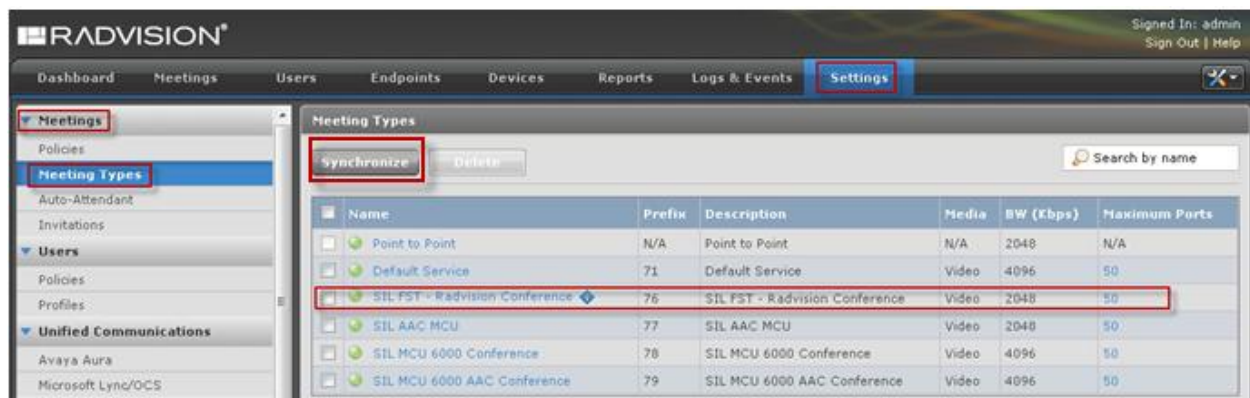 RADVISION®
Signed In: admin
Sign Out | Help
Dashboard Meetings Users Endpoints Devices Reports Logs & Events Settings
Meetings
Policies
Meeting Types
Auto-Attendant
Invitations
Users
Policies
Profiles
Unified Communications
Avaya Aura
Microsoft Lync/OCS
Meeting Types
Synchronize Delete
Search by name
Name Prefix Description Media BW (Kbps) Maximum Ports
Point to Point N/A Point to Point N/A 2048 N/A
Default Service 71 Default Service Video 4096 50
SIL FST - Radvision Conference 76 SIL FST - Radvision Conference Video 2048 50
SIL AAC MCU 77 SIL AAC MCU Video 2048 50
SIL MCU 6000 Conference 78 SIL MCU 6000 Conference Video 4096 50
SIL MCU 6000 AAC Conference 79 SIL MCU 6000 AAC Conference Video 4096 50